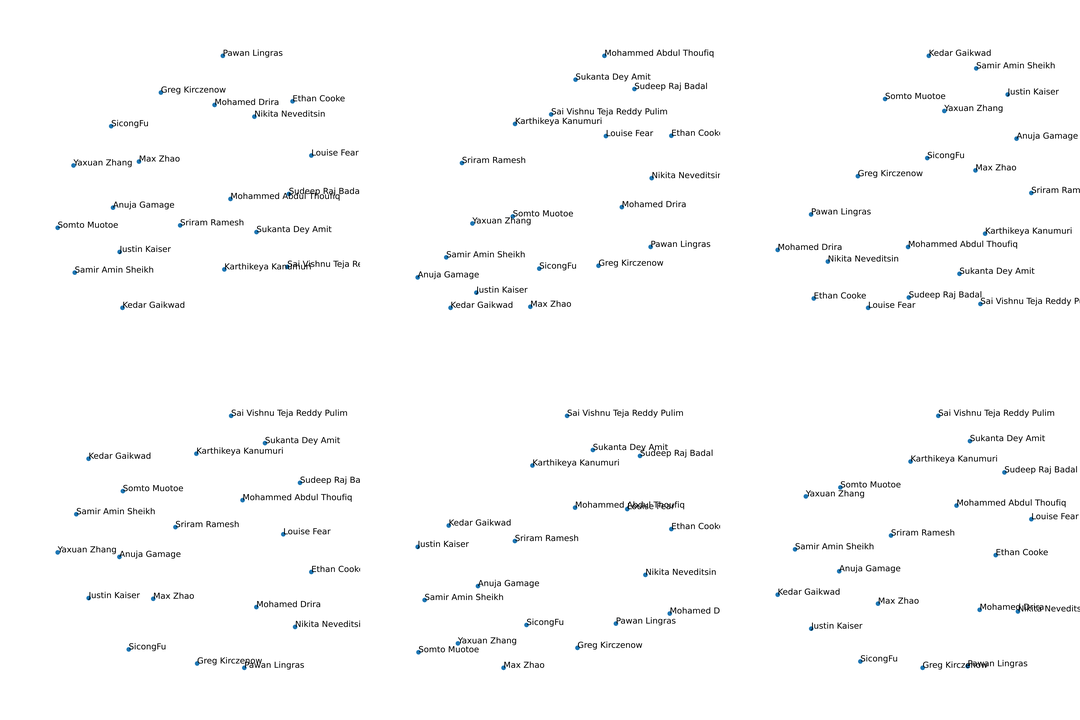 Pawan Lingras
Greg Kirczenow
Ethan Cooke
Mohamed Drira
Nikita Neveditsin
SicongFu
Louise Fear
Max Zhao
Yaxuan Zhang
Sudeep Raj Bada
Mohammed Abdul Thoufiq
Anuja Gamage
Sriram Ramesh
Somto Muotoe
Sukanta Dey Amit
Justin Kaiser
Sai Vishnu Teja Re
Karthikeya Kanumuri
Samir Amin Sheikh
Kedar Gaikwad
Mohammed Abdul Thoufiq
Sukanta Dey Amit
Sudeep Raj Badal
Sai Vishnu Teja Reddy Pulim
Karthikeya Kanumuri
Louise Fear
Ethan Cooke
Sriram Ramesh
Nikita Neveditsin
Mohamed Drira
Somto Muotoe
Yaxuan Zhang
Pawan Lingras
Samir Amin Sheikh
Greg Kirczenow
SicongFu
Anuja Gamage
Justin Kaiser
Max Zhao
Kedar Gaikwad
Kedar Gaikwad
Samir Amin Sheikh
Justin Kaiser
Somto Muotoe
Yaxuan Zhang
Anuja Gamage
SicongFu
Max Zhao
Greg Kirczenow
Sriram Ram
Pawan Lingras
Karthikeya Kanumuri
Mohammed Abdul Thoufiq
Mohamed Drira
Nikita Neveditsin
Sukanta Dey Amit
Sudeep Raj Badal
Ethan Cooke
Sai Vishnu Teja Reddy P
Louise Fear
Sai Vishnu Teja Reddy Pulim
Sukanta Dey Amit
Karthikeya Kanumuri
Kedar Gaikwad
Sudeep Raj Ba
Somto Muotoe
Mohammed Abdul Thoufiq
Samir Amin Sheikh
Sriram Ramesh
Louise Fear
Yaxuan Zhang
Anuja Gamage
Ethan Cooke
Justin Kaiser
Max Zhao
Mohamed Drira
Nikita Neveditsi
SicongFu
Greg Kirczenow
Pawan Lingras
Sai Vishnu Teja Reddy Pulim
Sukanta Dey Amit
Sudeep Raj Badal
Karthikeya Kanumuri
Mohammed Abdul Thoufiq
Louise Fear
Kedar Gaikwad
Ethan Cooke
Sriram Ramesh
Justin Kaiser
Nikita Neveditsin
Anuja Gamage
Samir Amin Sheikh
Mohamed D
Pawan Lingras
SicongFu
Yaxuan Zhang
Greg Kirczenow
Somto Muotoe
Max Zhao
Sai Vishnu Teja Reddy Pulim
Sukanta Dey Amit
Karthikeya Kanumuri
Sudeep Raj Badal
Somto Muotoe
Yaxuan Zhang
Mohammed Abdul Thoufiq
Louise Fear
Sriram Ramesh
Samir Amin Sheikh
Ethan Cooke
Anuja Gamage
Kedar Gaikwad
Max Zhao
Mohamed Drira
Nikita Nevedits
Justin Kaiser
SicongFu
Greg Kirczenow
Pawan Lingras